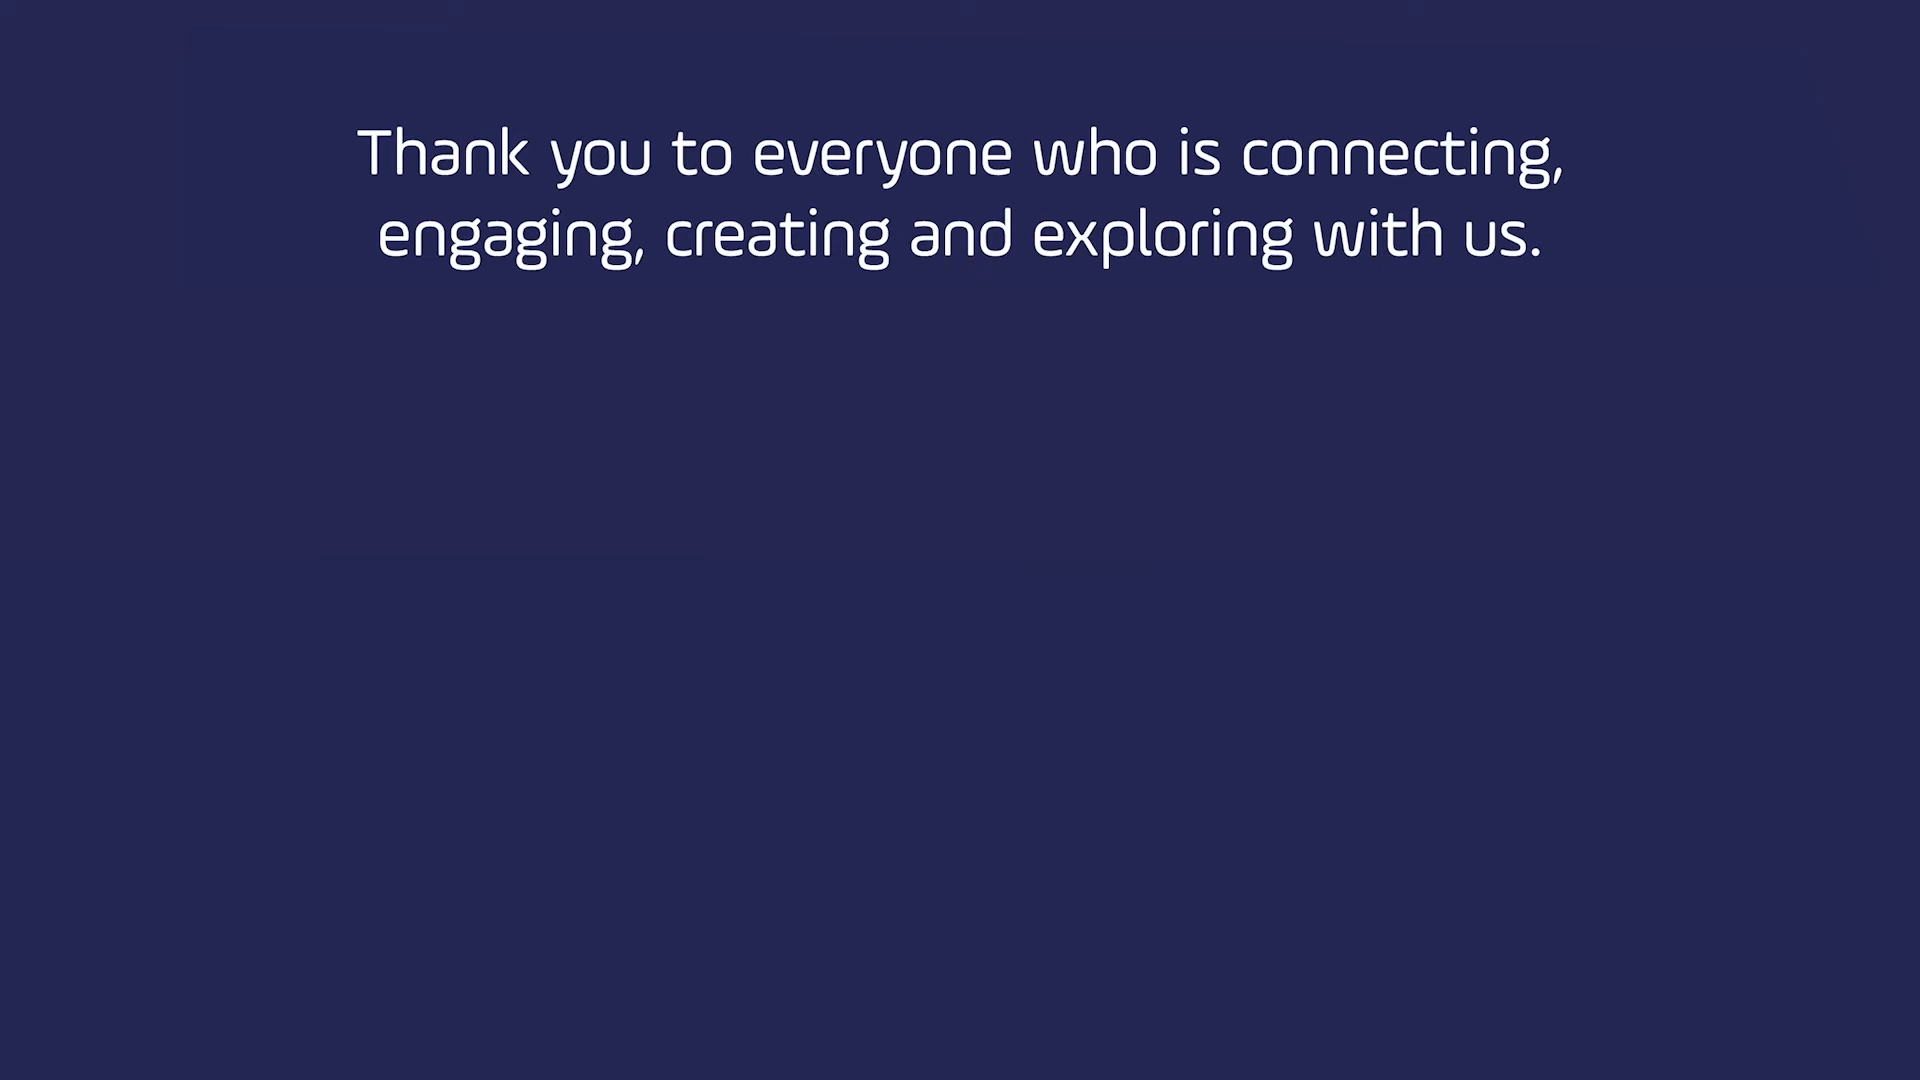 Thank you to everyone who is connecting,
engaging, creating and exploring with us.